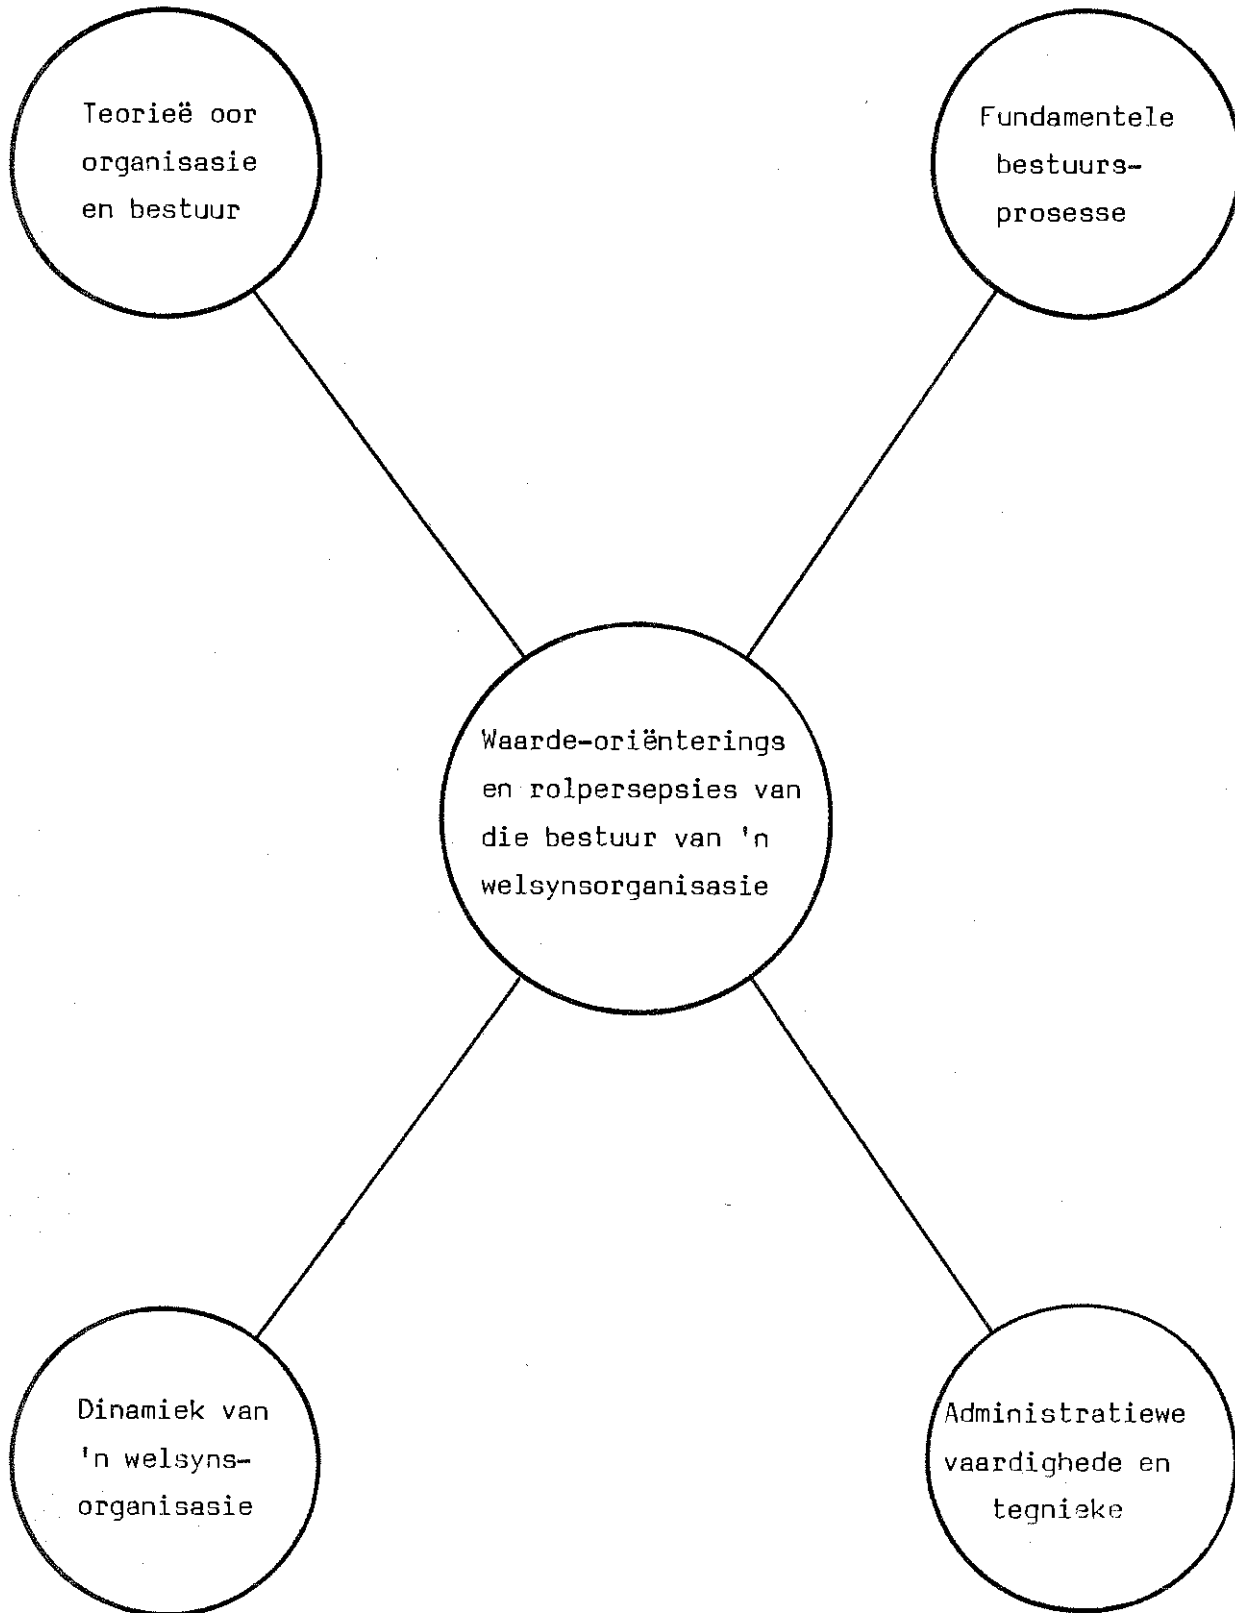 Teorieë oor
organisasie
en bestuur
Fundamentele
bestuurs-
prosesse
Waarde-oriënterings
en rolpersepsies van
die bestuur van 'n
welsynsorganisasie
Dinamiek van
'n welsyns-
organisasie
Administratiewe
vaardighede en
tegnieke